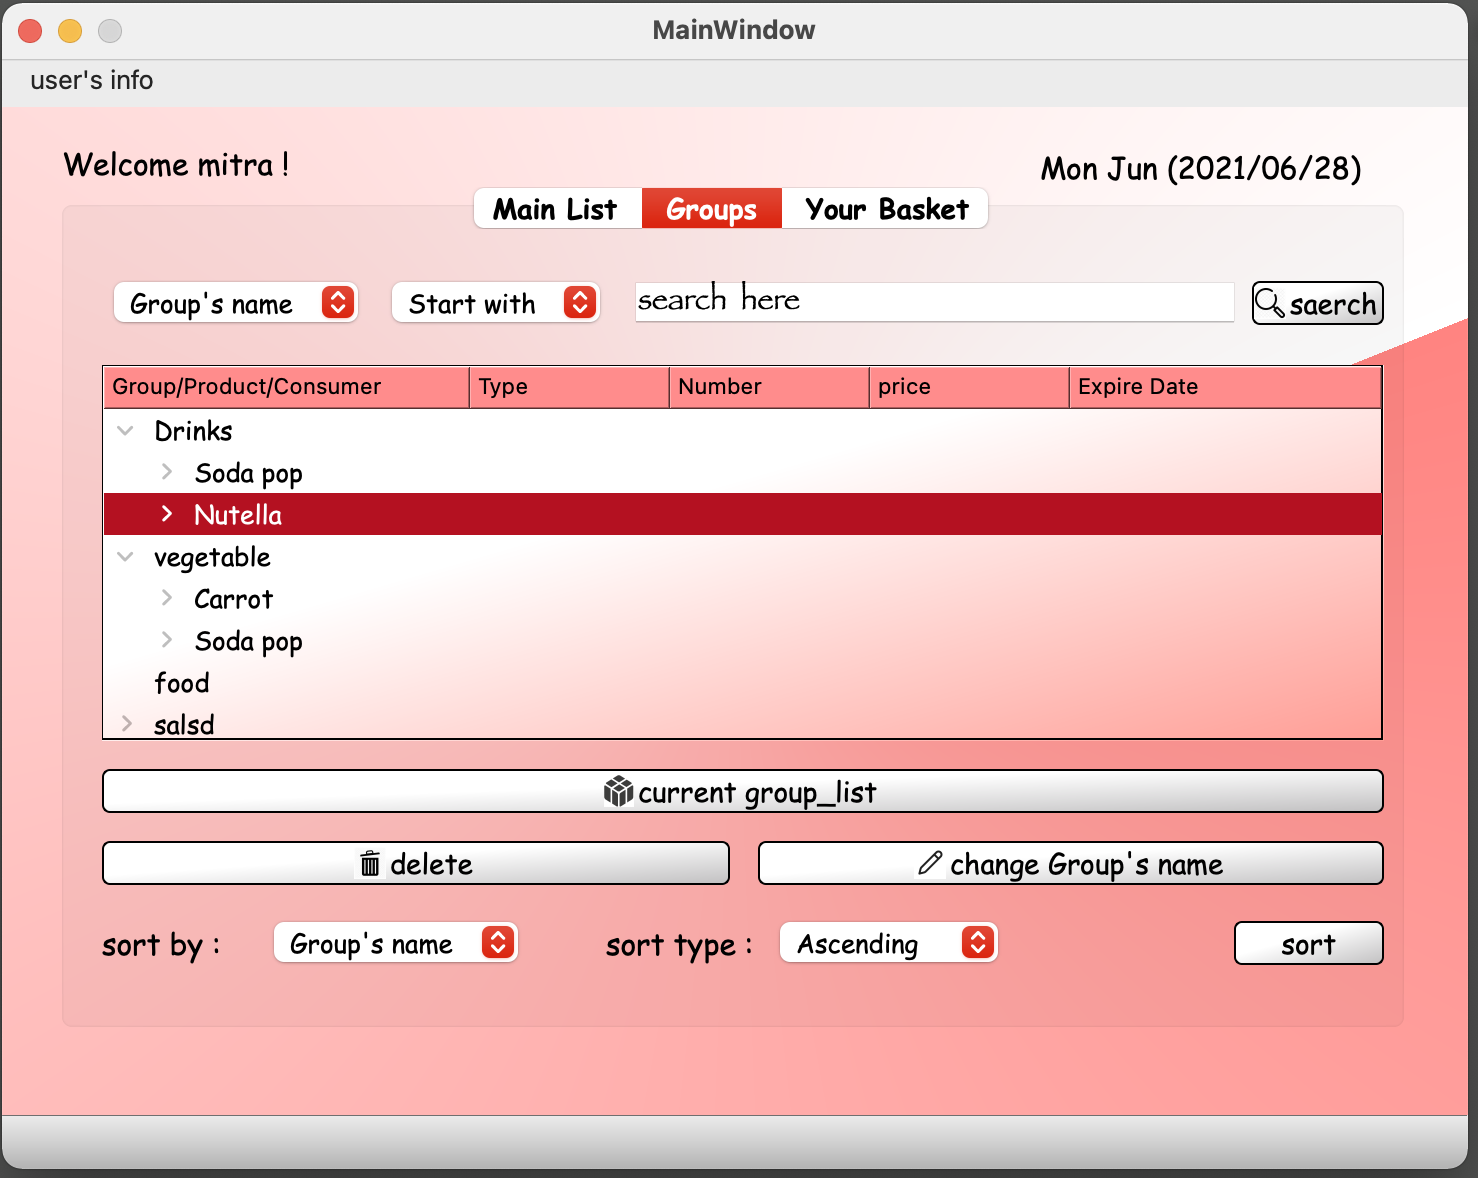 MainWindow
user's info
Welcome mitra !
Mon Jun (2021/06/28)
Main List Groups Your Basket
Group's name Start with search here saerch
Group/Product/Consumer Type Number price Expire Date
Drinks
Soda pop
Nutella
vegetable
Carrot
Soda pop
food
salsd
current group_list
delete change Group's name
sort by : Group's name sort type : Ascending sort